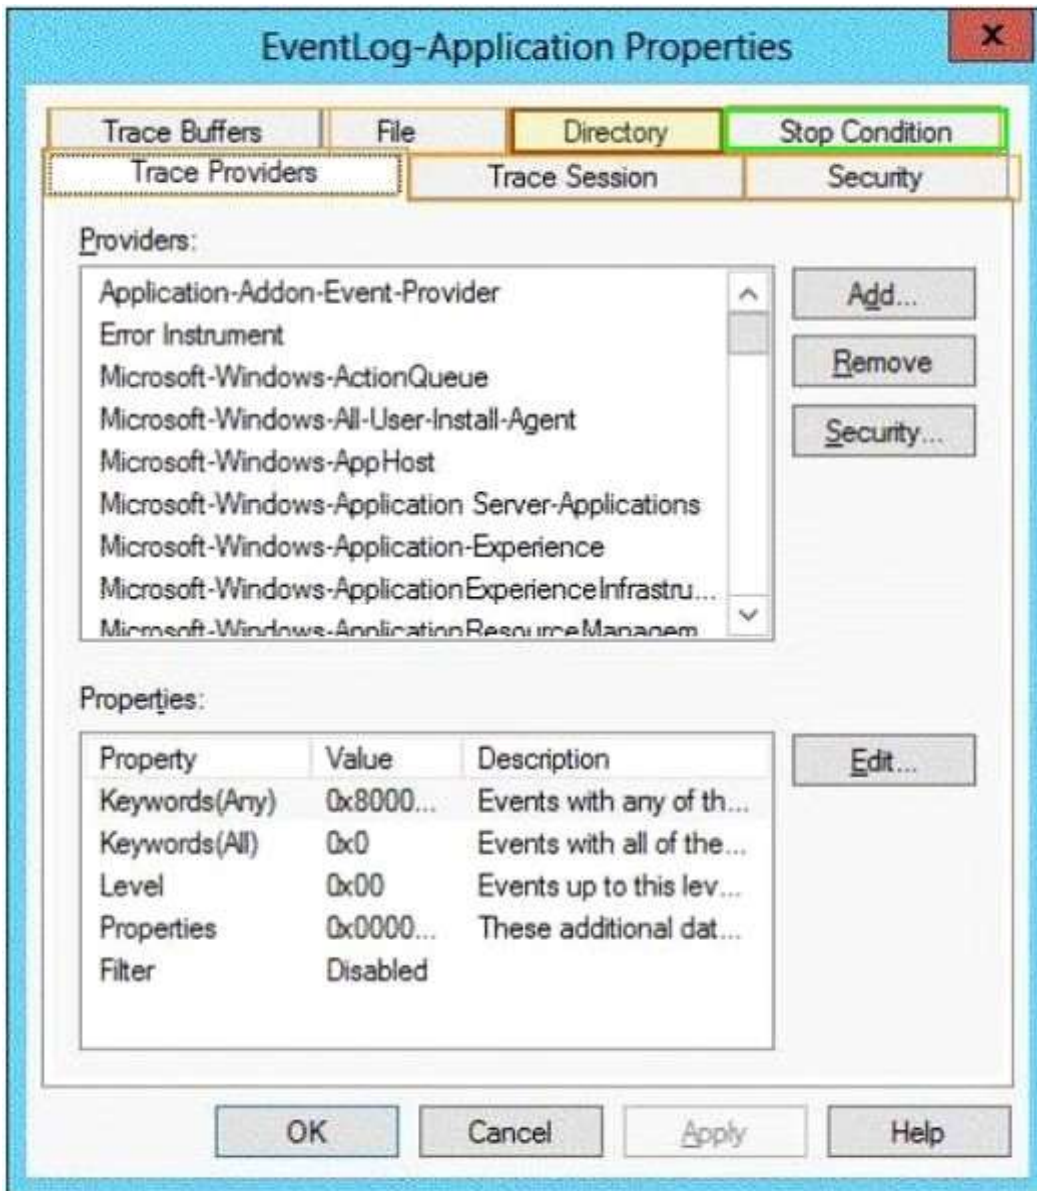 EventLog-Application Properties
x
Trace Buffers File Directory Stop Condition
Trace Providers Trace Session Security
Providers:
Application-Addon-Event-Provider
Error Instrument
Microsoft-Windows-ActionQueue
Microsoft-Windows-All-User-Install-Agent
Microsoft-Windows-AppHost
Microsoft-Windows-Application Server-Applications
Microsoft-Windows-Application-Experience
Microsoft-Windows-ApplicationExperienceInfrastru...
Microsoft-Windows-ApplicationResourceManagem
Add...
Remove
Security...
Properties:
Property Value Description
Keywords(Any) 0x8000... Events with any of th...
Keywords(All) 0x0 Events with all of the...
Level 0x00 Events up to this lev...
Properties 0x0000... These additional dat...
Filter Disabled
Edit...
OK Cancel Apply Help